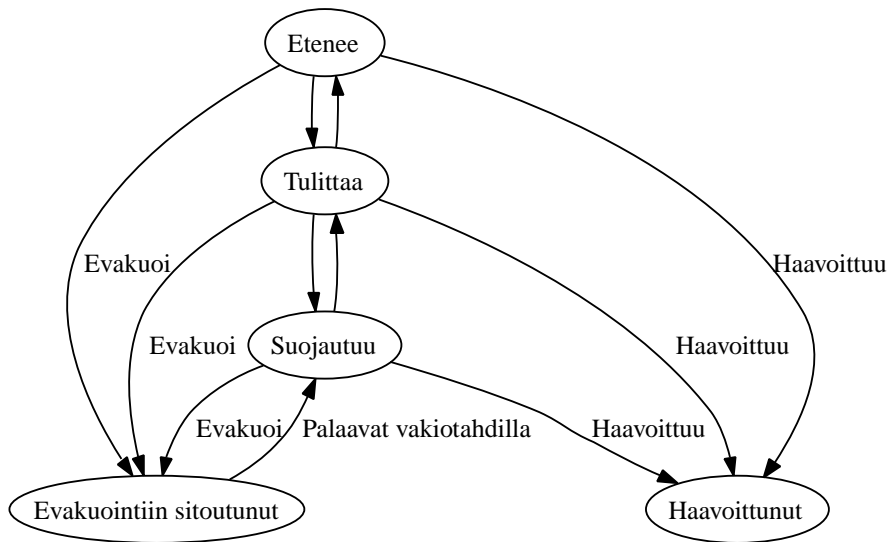 Etenee
Tulittaa
Evakuoi
Haavoittuu
Evakuoi
Suojautuu
Haavoittuu
Evakuoi
Palaavat vakiotahdilla
Haavoittuu
Evakuointiin sitoutunut
Haavoittunut